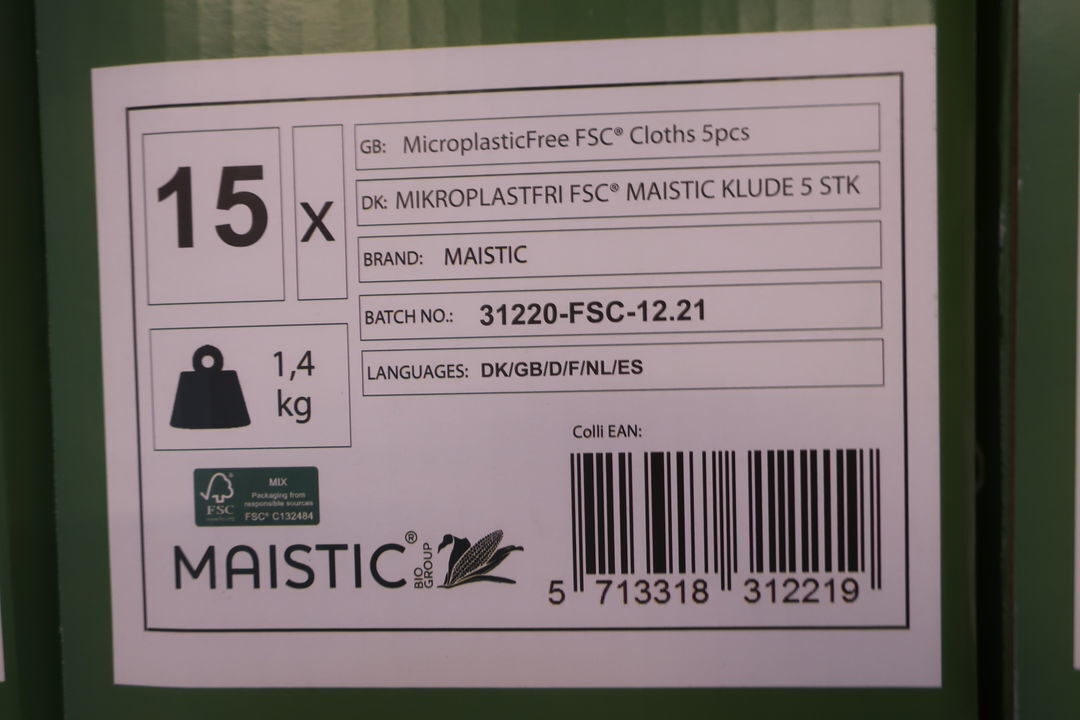 15 x
GB: MicroplasticFree FSC® Cloths 5pcs
DK: MIKROPLASTFRI FSC® MAISTIC KLUDE 5 STK
BRAND: MAISTIC
BATCH NO.: 31220-FSC-12.21
LANGUAGES: DK/GB/D/F/NL/ES
1,4
kg
Colli EAN:
5 713318 312219
FSC
MIX
Packaging from
responsible sources
FSC® C132484
MAISTIC®
BIO
GROUP